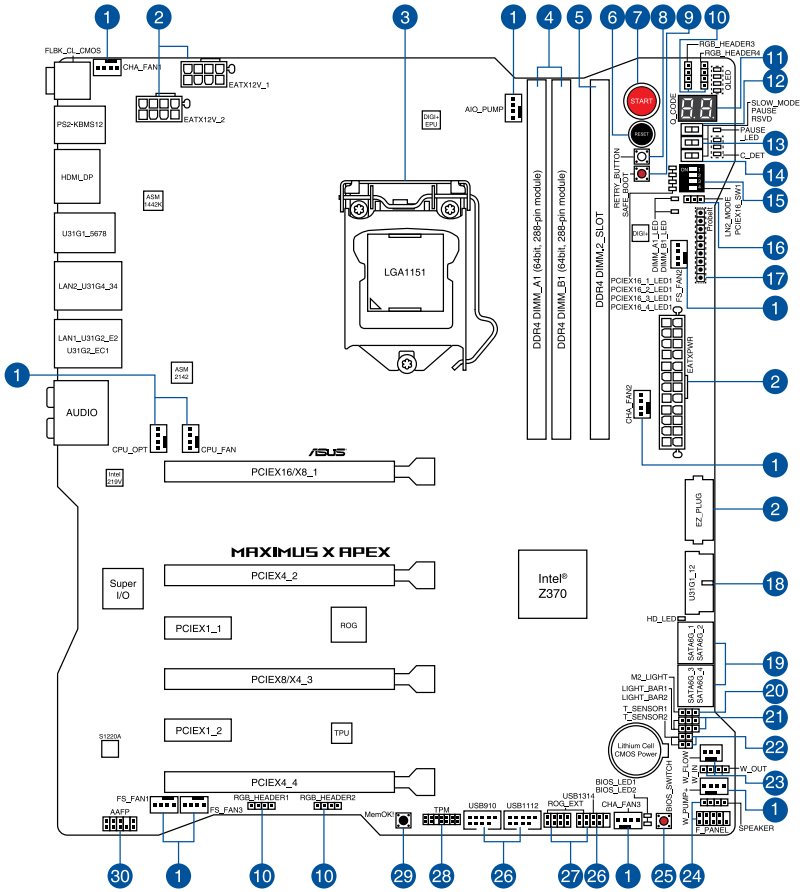 1
2
3
1
4
5
6
7
8
9
10
FLBK_CL_CMOS
CHA_FAN1
EATX12V_1
EATX12V_2
DIGI+
EPU
AIO_PUMP
START
RESET
RGB_HEADER3
RGB_HEADER4
QLED
Q_CODE
88
11
12
SLOW_MODE
PAUSE
RSVD
PAUSE
_LED
13
C_DET
14
ON
15
PS2-KBMS12
HDMI_DP
ASM
1442K
U31G1_5678
LAN2_U31G4_34
LAN1_U31G2_E2
U31G2_EC1
ASM
2142
1
AUDIO
CPU_OPT
CPU_FAN
LGA1151
DDR4 DIMM_A1 (64bit, 288-pin module)
DDR4 DIMM_B1 (64bit, 288-pin module)
DDR4 DIMM.2_SLOT
RETRY_BUTTON
SAFE_BOOT
DIGI+
DIMM_A1_LED
DIMM_B1_LED
FS_FAN2
ProbeIt
LN2_MODE
PCIEX16_SW1
16
17
PCIEX16_1_LED1
PCIEX16_2_LED1
PCIEX16_3_LED1
PCIEX16_4_LED1
1
EATXPWR
2
CHA_FAN2
1
ASUS
Intel
219V
PCIEX16/X8_1
EZ_PLUG
2
MAXIMUS X APEX
Super
I/O
PCIEX4_2
Intel®
Z370
U31G1_12
18
PCIEX1_1
ROG
HD_LED
SATA6G_1
SATA6G_2
SATA6G_3
SATA6G_4
19
PCIEX8/X4_3
M2_LIGHT
LIGHT_BAR1
LIGHT_BAR2
T_SENSOR1
T_SENSOR2
20
21
22
S1220A
PCIEX1_2
TPU
Lithium Cell
CMOS Power
W_FLOW
W_IN
W_OUT
23
PCIEX4_4
BIOS_SWITCH
W_PUMP+
1
FS_FAN1
FS_FAN3
RGB_HEADER1
RGB_HEADER2
AAFP
MemOK!
TPM
USB910
USB1112
ROG_EXT
USB1314
BIOS_LED1
BIOS_LED2
CHA_FAN3
SPEAKER
F_PANEL
30
1
10
10
29
28
26
27
26
1
25
24